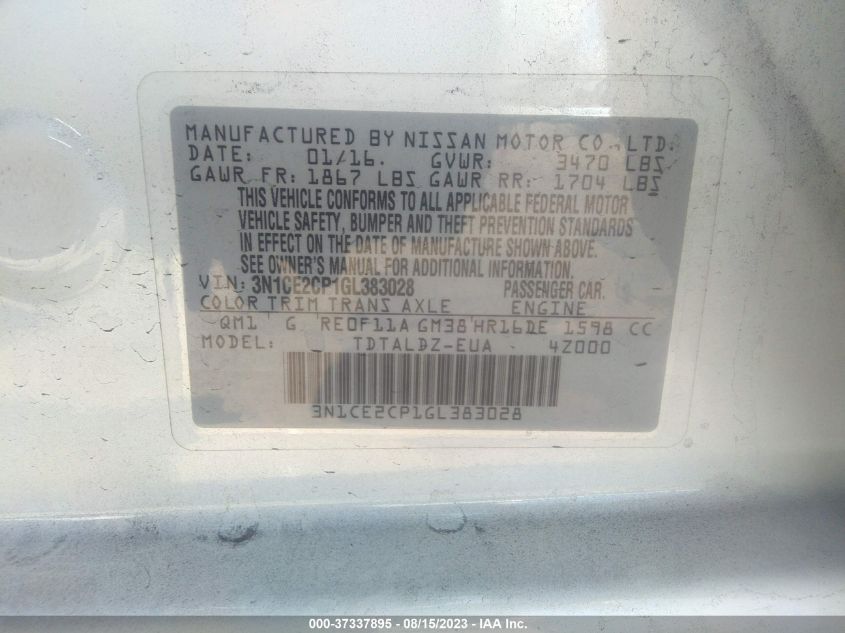 MANUFACTURED BY NISSAN MOTOR CO., LTD.
DATE: 01/16. GVWR: 3470 LBS
GAWR FR: 1867 LBS GAWR RR: 1704 LBS
THIS VEHICLE CONFORMS TO ALL APPLICABLE FEDERAL MOTOR
VEHICLE SAFETY, BUMPER AND THEFT PREVENTION STANDARDS
IN EFFECT ON THE DATE OF MANUFACTURE SHOWN ABOVE.
SEE OWNER'S MANUAL FOR ADDITIONAL INFORMATION.
VIN: 3N1CE2CP1GL383028 PASSENGER CAR.
COLOR TRIM TRANS AXLE ENGINE
QM1 G RE0F11A GM38 HR16DE 1598 CC
MODEL: TDTALDZ-EUA 4Z000
3N1CE2CP1GL383028
000-37337895 - 08/15/2023 - IAA Inc.